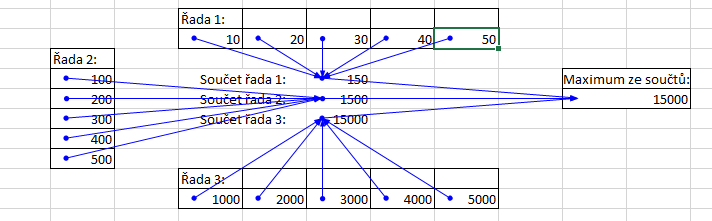 Řada 1:
10 20 30 40 50
Řada 2:
100 Součet řada 1: 150 Maximum ze součtů:
200 Součet řada 2: 1500 15000
300 Součet řada 3: 15000
400
500
Řada 3:
1000 2000 3000 4000 5000